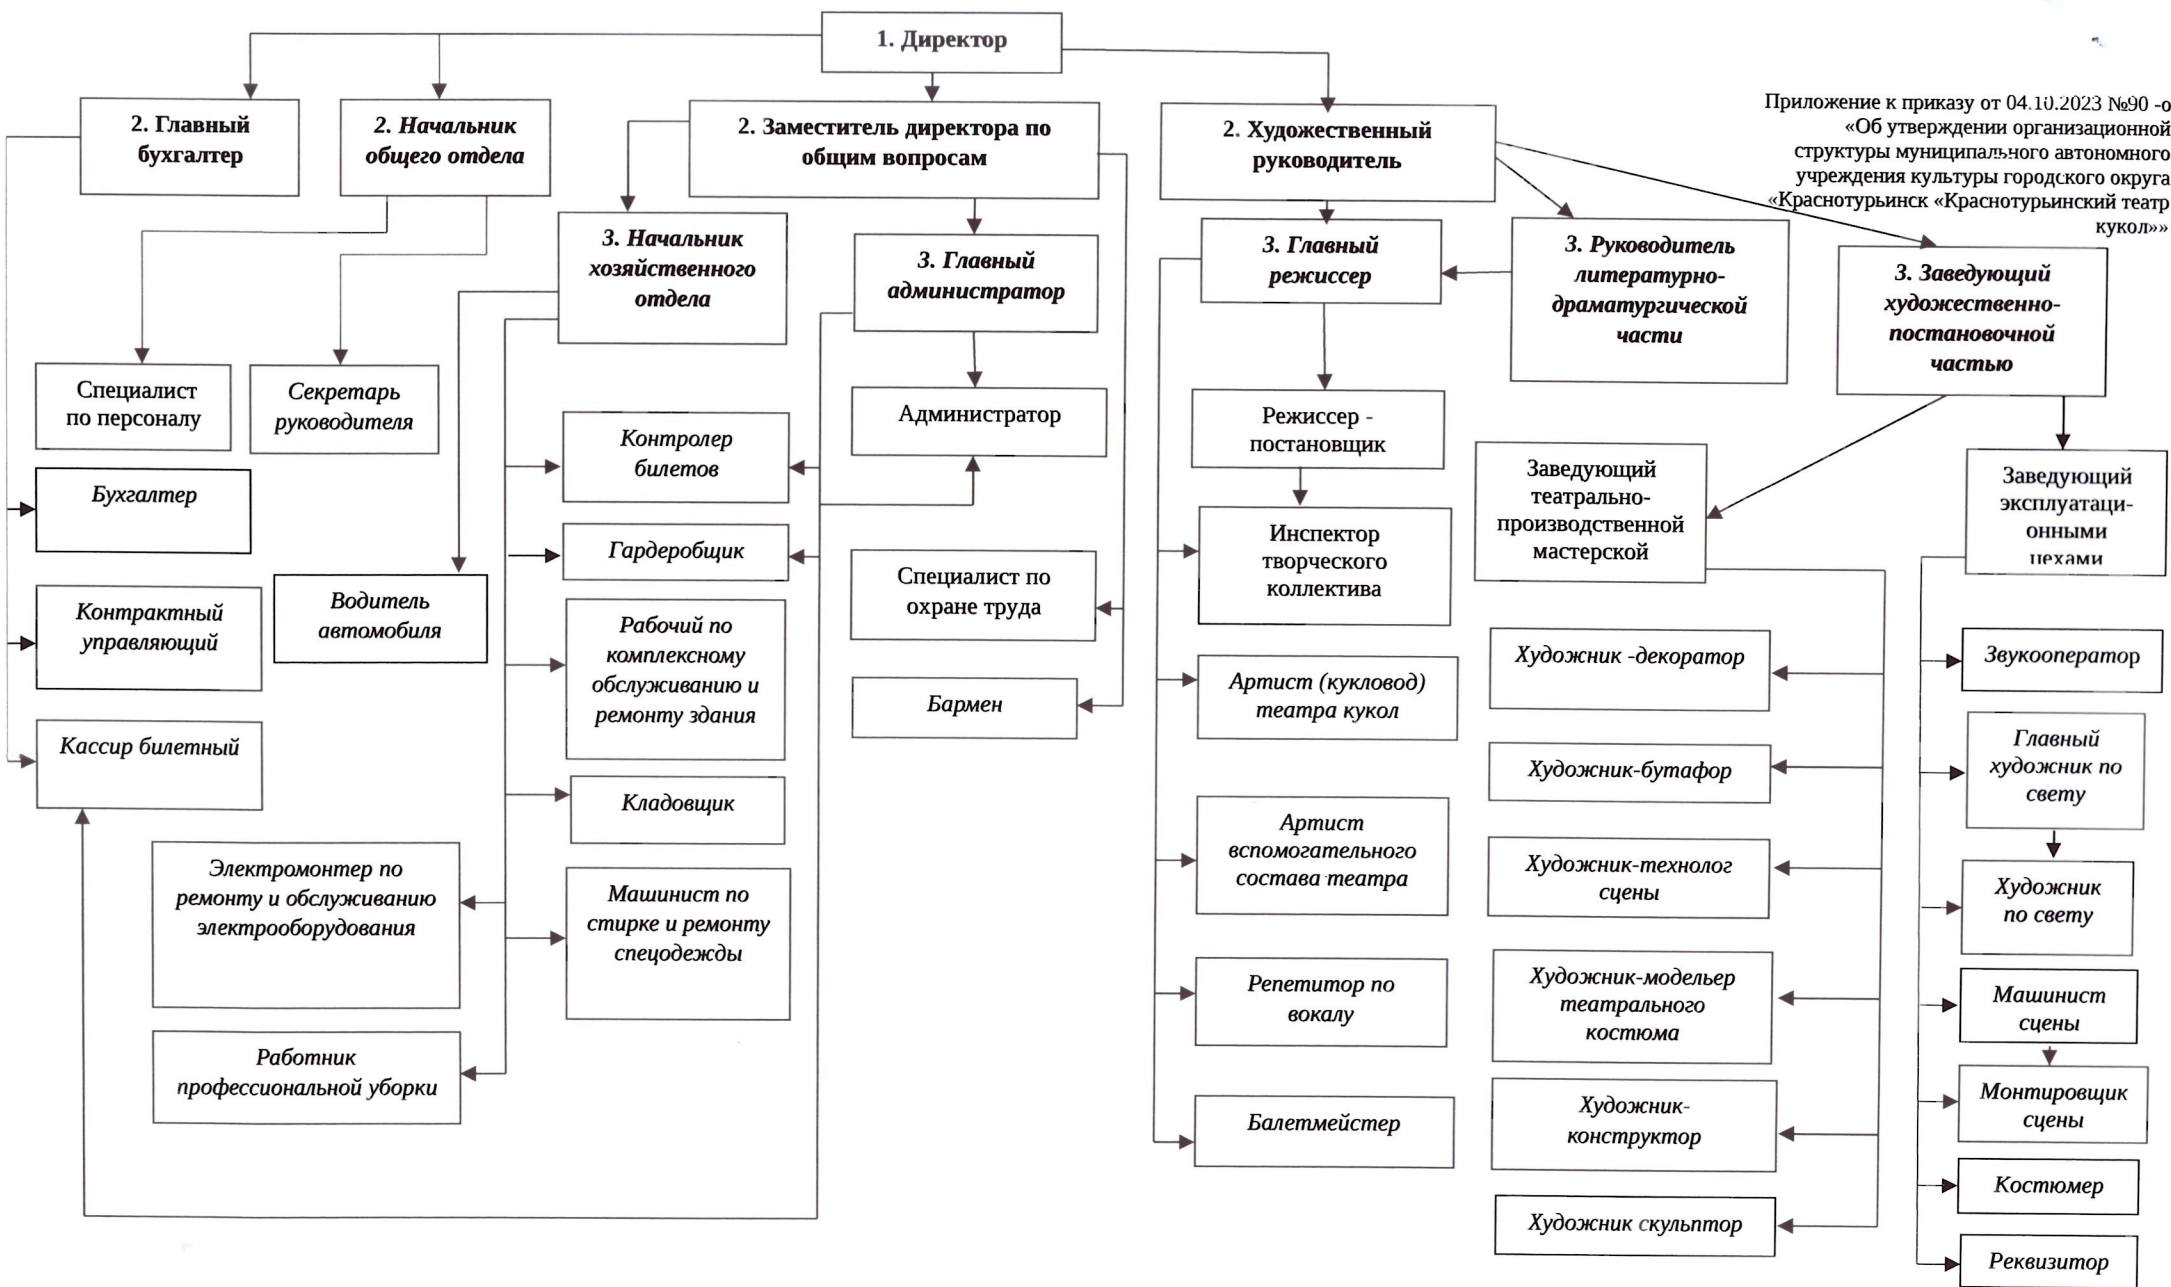 1. Директор
Приложение к приказу от 04.10.2023 №90 -о
«Об утверждении организационной
структуры муниципального автономного
учреждения культуры городского округа
«Краснотурьинск «Краснотурьинский театр
кукол»»
2. Главный
бухгалтер
2. Начальник
общего отдела
2. Заместитель директора по
общим вопросам
2. Художественный
руководитель
3. Начальник
хозяйственного
отдела
3. Главный
администратор
3. Главный
режиссер
3. Руководитель
литературно-
драматургической
части
3. Заведующий
художественно-
постановочной
частью
Специалист
по персоналу
Секретарь
руководителя
Контролер
билетов
Администратор
Режиссер -
постановщик
Заведующий
театрально-
производственной
мастерской
Заведующий
эксплуатаци-
онными
цехами
Бухгалтер
Гардеробщик
Специалист по
охране труда
Инспектор
творческого
коллектива
Контрактный
управляющий
Водитель
автомобиля
Рабочий по
комплексному
обслуживанию и
ремонту здания
Бармен
Артист (кукловод)
театра кукол
Художник -декоратор
Звукооператор
Кассир билетный
Кладовщик
Художник-бутафор
Главный
художник по
свету
Электромонтер по
ремонту и обслуживанию
электрооборудования
Машинист по
стирке и ремонту
спецодежды
Артист
вспомогательного
состава театра
Художник-технолог
сцены
Художник
по свету
Работник
профессиональной уборки
Репетитор по
вокалу
Художник-модельер
театрального
костюма
Машинист
сцены
Балетмейстер
Художник-
конструктор
Монтировщик
сцены
Художник скульптор
Костюмер
Реквизитор